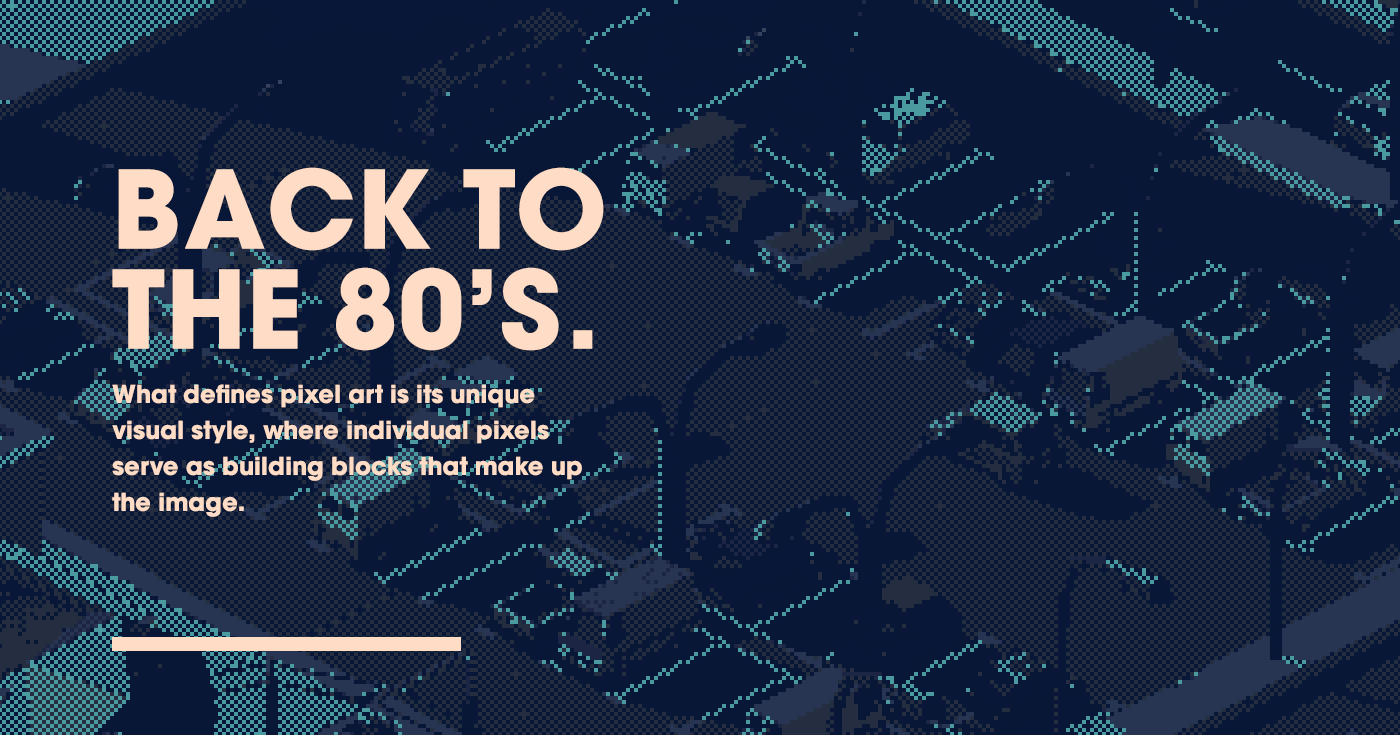 BACK TO
THE 80’S.
What defines pixel art is its unique
visual style, where individual pixels
serve as building blocks that make up
the image.